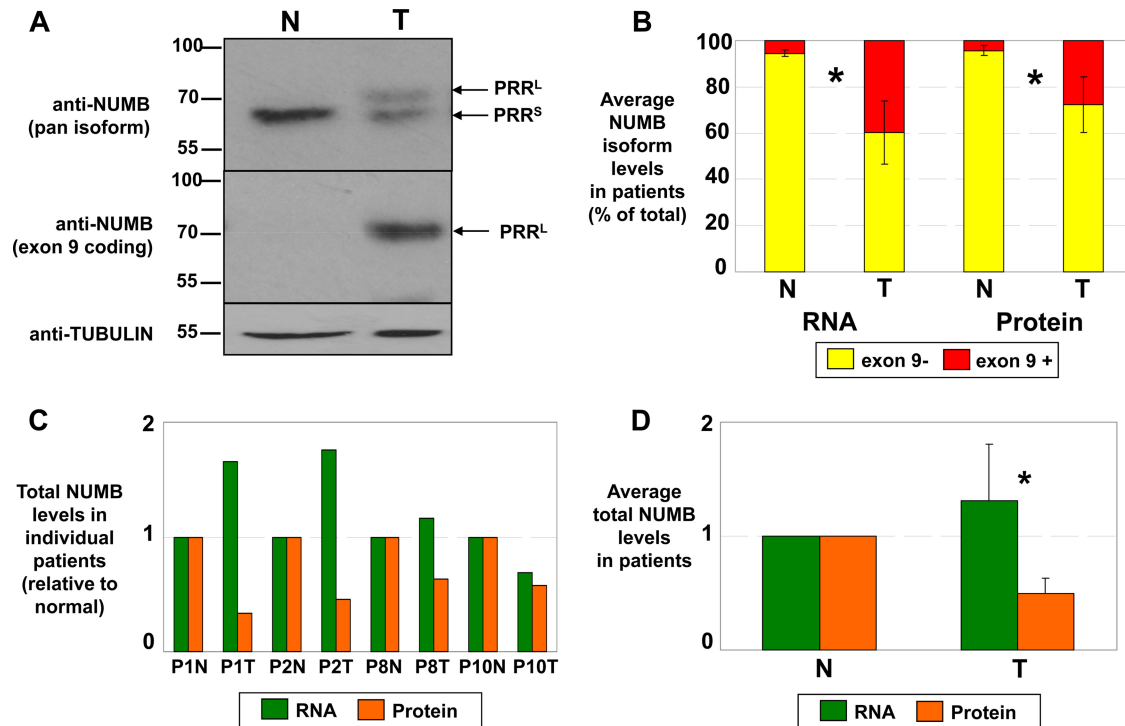 A
N
T
100
anti-NUMB
(pan isoform)
70
55
PRRL
PRRS
100
anti-NUMB
(exon 9 coding)
70
55
PRRL
anti-TUBULIN
55
B
Average
NUMB
isoform
levels
in patients
(% of total)
100
80
60
40
20
0
*
*
N T N T
RNA Protein
exon 9- exon 9 +
C
Total NUMB
levels in
individual
patients
(relative to
normal)
2
1
0
P1N P1T P2N P2T P8N P8T P10N P10T
RNA Protein
D
Average
total NUMB
levels
in patients
2
1
0
*
N T
RNA Protein